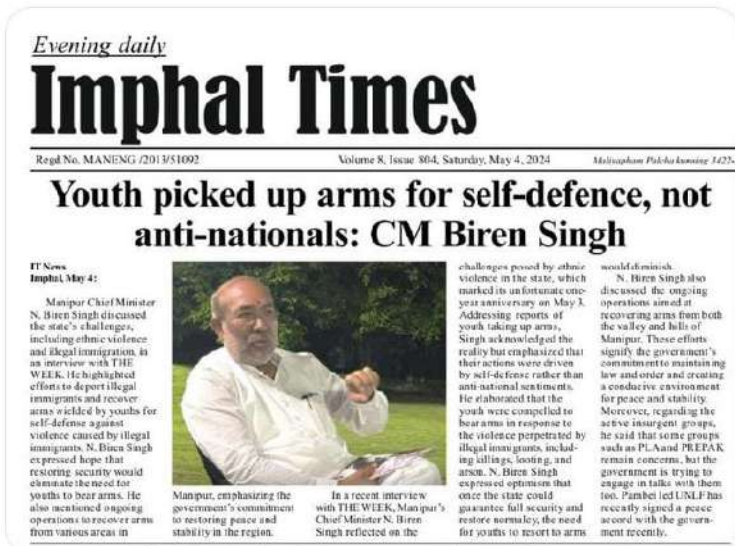 Evening daily
Imphal Times
Regd.No. MANENG /2013/51092
Volume 8, Issue 804, Saturday, May 4, 2024
Maliyapham Palcha kumsing 3422-
Youth picked up arms for self-defence, not
anti-nationals: CM Biren Singh
IT News
Imphal, May 4:
Manipur Chief Minister
N. Biren Singh discussed
the state's challenges,
including ethnic violence
and illegal immigration, in
an interview with THE
WEEK. He highlighted
efforts to deport illegal
immigrants and recover
arms wielded by youths for
self-defense against
violence caused by illegal
immigrants. N. Biren Singh
expressed hope that
restoring security would
eliminate the need for
youths to bear arms. He
also mentioned ongoing
operations to recover arms
from various areas in
Manipur, emphasizing the
government's commitment
to restoring peace and
stability in the region.
In a recent interview
with THE WEEK, Manipur's
Chief Minister N. Biren
Singh reflected on the
challenges posed by ethnic
violence in the state, which
marked its unfortunate one-
year anniversary on May 3.
Addressing reports of
youth taking up arms,
Singh acknowledged the
reality but emphasized that
their actions were driven
by self-defense rather than
anti-national sentiments.
He elaborated that the
youth were compelled to
bear arms in response to
the violence perpetrated by
illegal immigrants, includ-
ing killings, looting, and
arson. N. Biren Singh
expressed optimism that
once the state could
guarantee full security and
restore normalcy, the need
for youths to resort to arms
would diminish.
N. Biren Singh also
discussed the ongoing
operations aimed at
recovering arms from both
the valley and hills of
Manipur. These efforts
signify the government's
commitment to maintaining
law and order and creating
a conducive environment
for peace and stability.
Moreover, regarding the
active insurgent groups,
he said that some groups
such as PLA and PREPAK
remain concerns, but the
government is trying to
engage in talks with them
too. Pambei led UNLF has
recently signed a peace
accord with the govern-
ment recently.